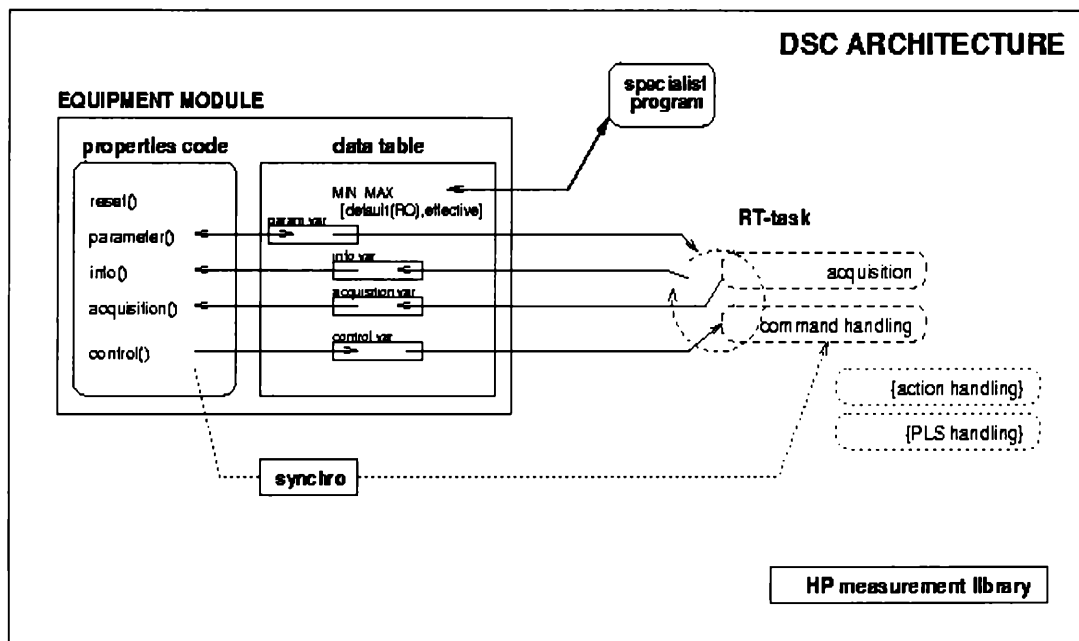 DSC ARCHITECTURE
specialist
program
EQUIPMENT MODULE
properties code
data table
reset()
MIN MAX
[default(RO),effective]
param var
parameter()
RT-task
info var
info()
acquisition
acquisition var
acquisition()
command handling
control var
control()
{action handling}
{PLS handling}
synchro
HP measurement library